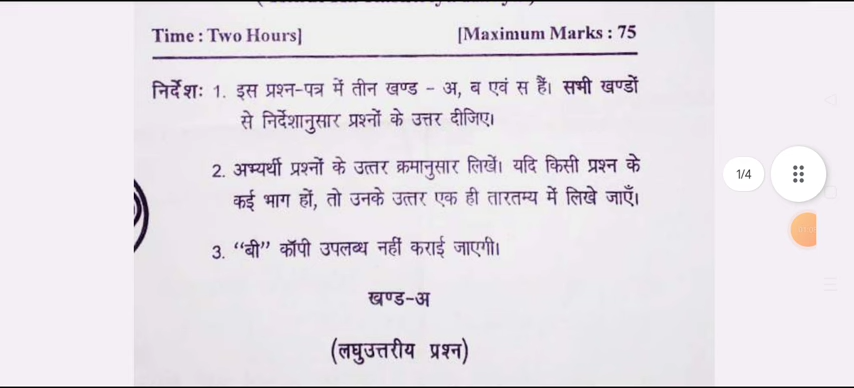 Time : Two Hours] [Maximum Marks : 75
निर्देशः 1. इस प्रश्न-पत्र में तीन खण्ड – अ, ब एवं स हैं। सभी खण्डों
से निर्देशानुसार प्रश्नों के उत्तर दीजिए।
2. अभ्यर्थी प्रश्नों के उत्तर क्रमानुसार लिखें। यदि किसी प्रश्न के
कई भाग हों, तो उनके उत्तर एक ही तारतम्य में लिखे जाएँ।
1/4
3. “बी” कॉपी उपलब्ध नहीं कराई जाएगी।
खण्ड-अ
(लघुउत्तरीय प्रश्न)